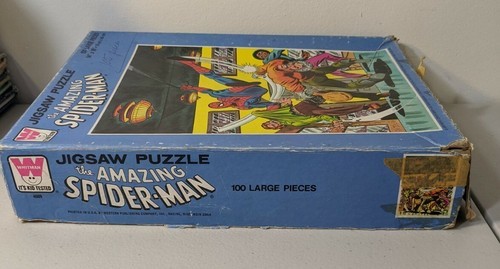 JIGSAW PUZZLE
the AMAZING
SPIDER-MAN
WHITMAN
W
IT'S KID TESTED
JIGSAW PUZZLE
the AMAZING
SPIDER-MAN
100 LARGE PIECES